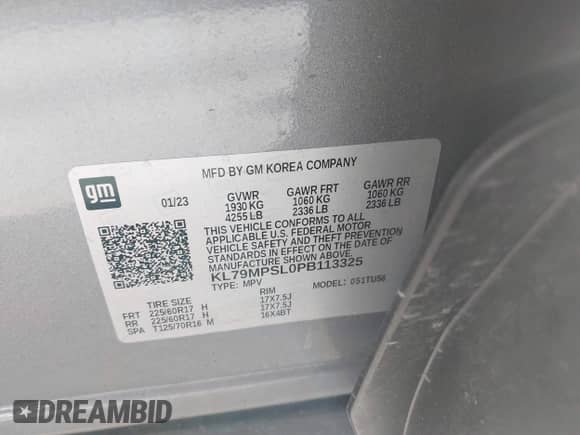 MFD BY GM KOREA COMPANY
gm
01/23
GVWR GAWR FRT GAWR RR
1930 KG 1060 KG 1060 KG
4255 LB 2336 LB 2336 LB
THIS VEHICLE CONFORMS TO ALL
APPLICABLE U.S. FEDERAL MOTOR
VEHICLE SAFETY, BUMPER, AND
THEFT PREVENTION STANDARDS
IN EFFECT ON THE DATE OF
MANUFACTURE SHOWN ABOVE.
KL79MPSL0PB113325
TYPE: MPV MODEL: 051TU56
TIRE SIZE RIM
FRT 225/60R17 H 17X7.5J
RR 225/60R17 H 17X7.5J
SPA T125/70R16 M 16X4BT
DREAMBID